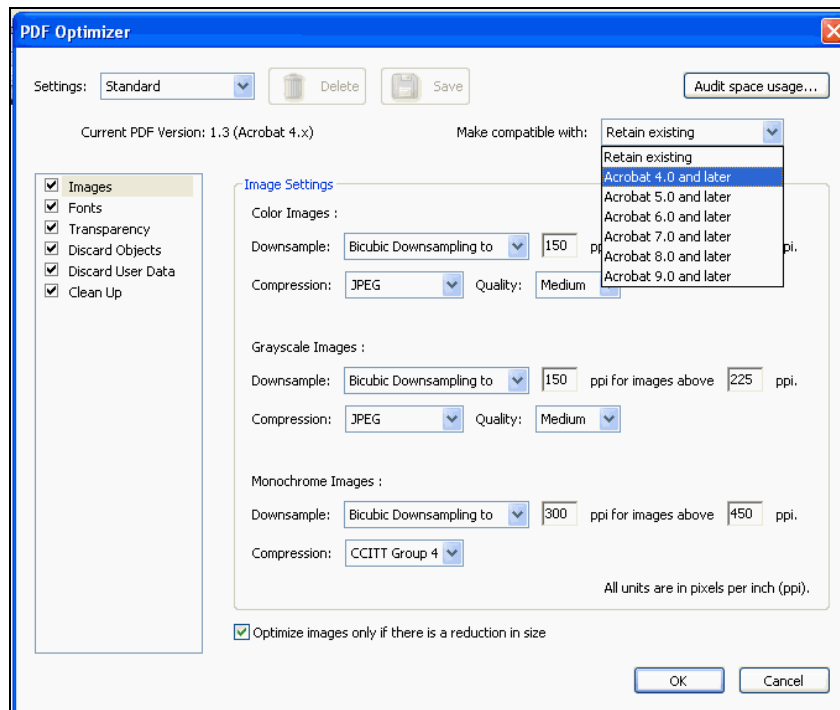 PDF Optimizer
Settings: Standard Delete Save Audit space usage...
Current PDF Version: 1.3 (Acrobat 4.x) Make compatible with: Retain existing
Retain existing
Acrobat 4.0 and later
Acrobat 5.0 and later
Acrobat 6.0 and later
Acrobat 7.0 and later
Acrobat 8.0 and later
Acrobat 9.0 and later
Images
Fonts
Transparency
Discard Objects
Discard User Data
Clean Up
Image Settings
Color Images :
Downsample: Bicubic Downsampling to 150
Compression: JPEG Quality: Medium
Grayscale Images :
Downsample: Bicubic Downsampling to 150 ppi for images above 225 ppi.
Compression: JPEG Quality: Medium
Monochrome Images :
Downsample: Bicubic Downsampling to 300 ppi for images above 450 ppi.
Compression: CCITT Group 4
All units are in pixels per inch (ppi).
Optimize images only if there is a reduction in size
OK Cancel